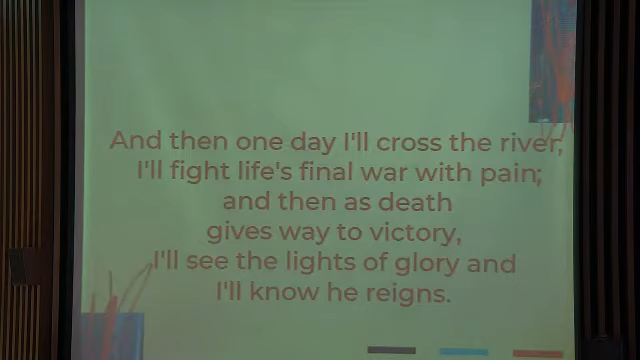 And then one day I'll cross the river,
I'll fight life's final war with pain;
and then as death
gives way to victory,
I'll see the lights of glory and
I'll know he reigns.